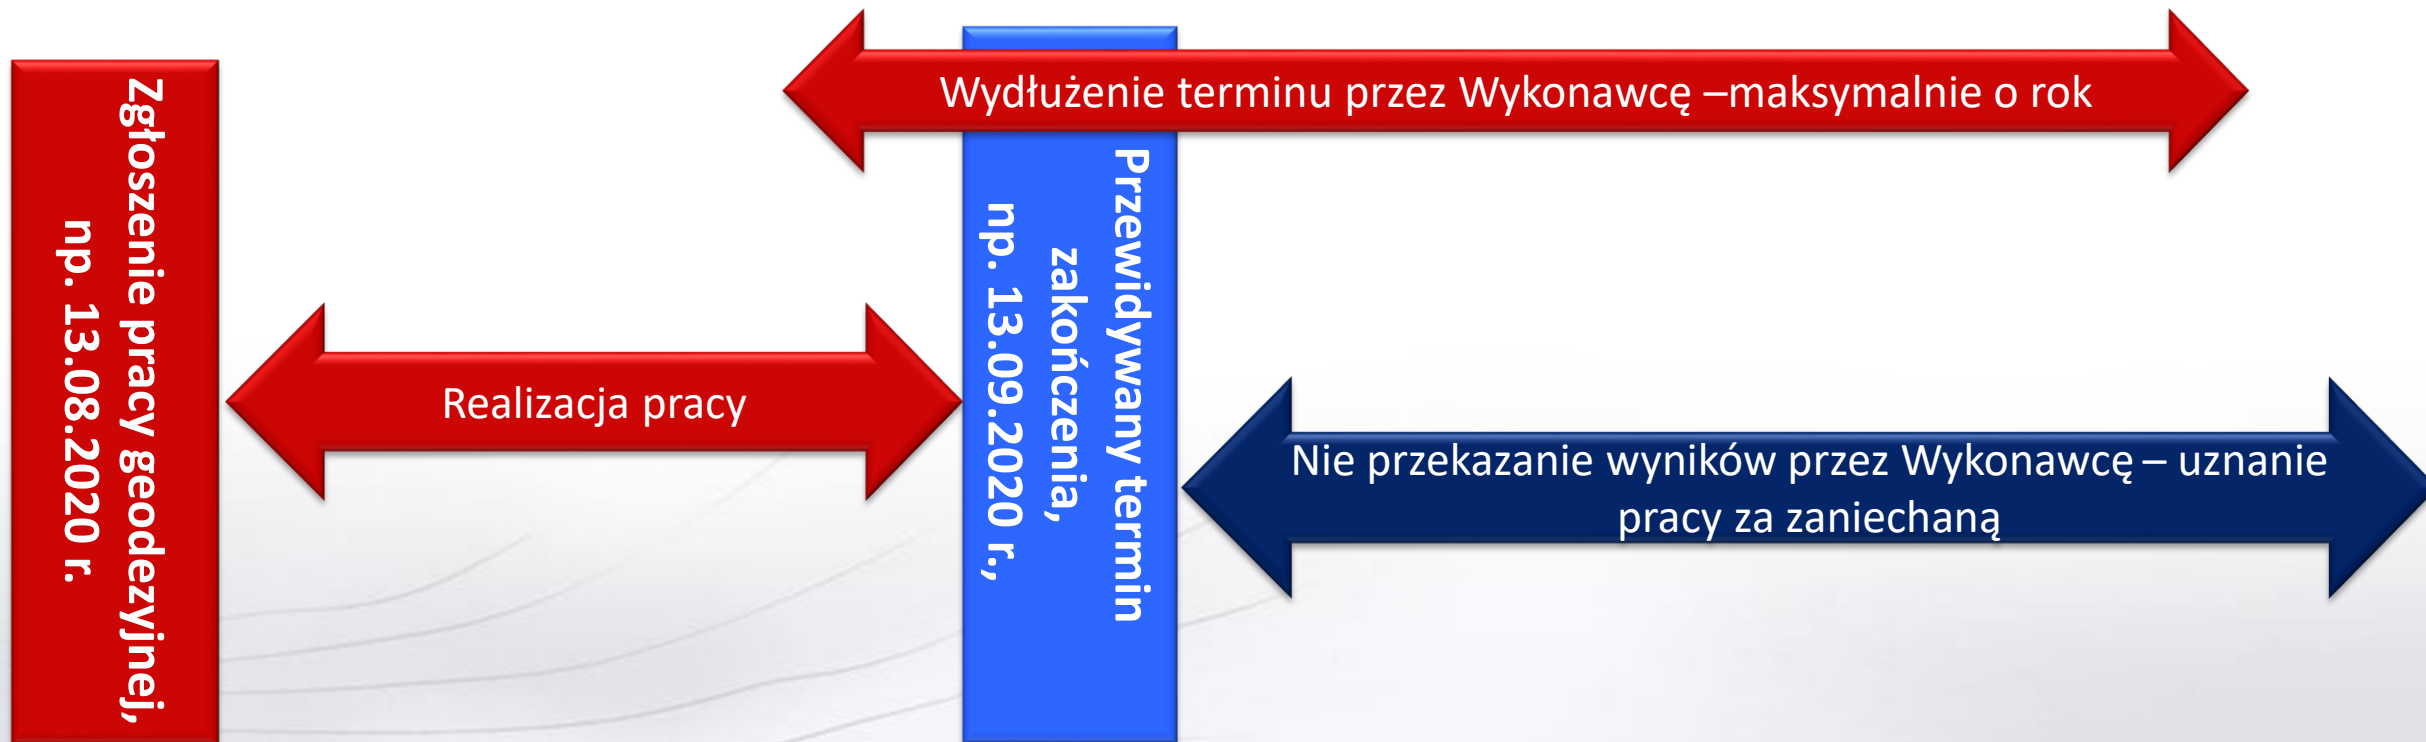 Zgłoszenie pracy geodezyjnej,
np. 13.08.2020 r.
Wydłużenie terminu przez Wykonawcę –maksymalnie o rok
Realizacja pracy
Przewidywany termin
zakończenia,
np. 13.09.2020 r.,
Nie przekazanie wyników przez Wykonawcę – uznanie
pracy za zaniechaną